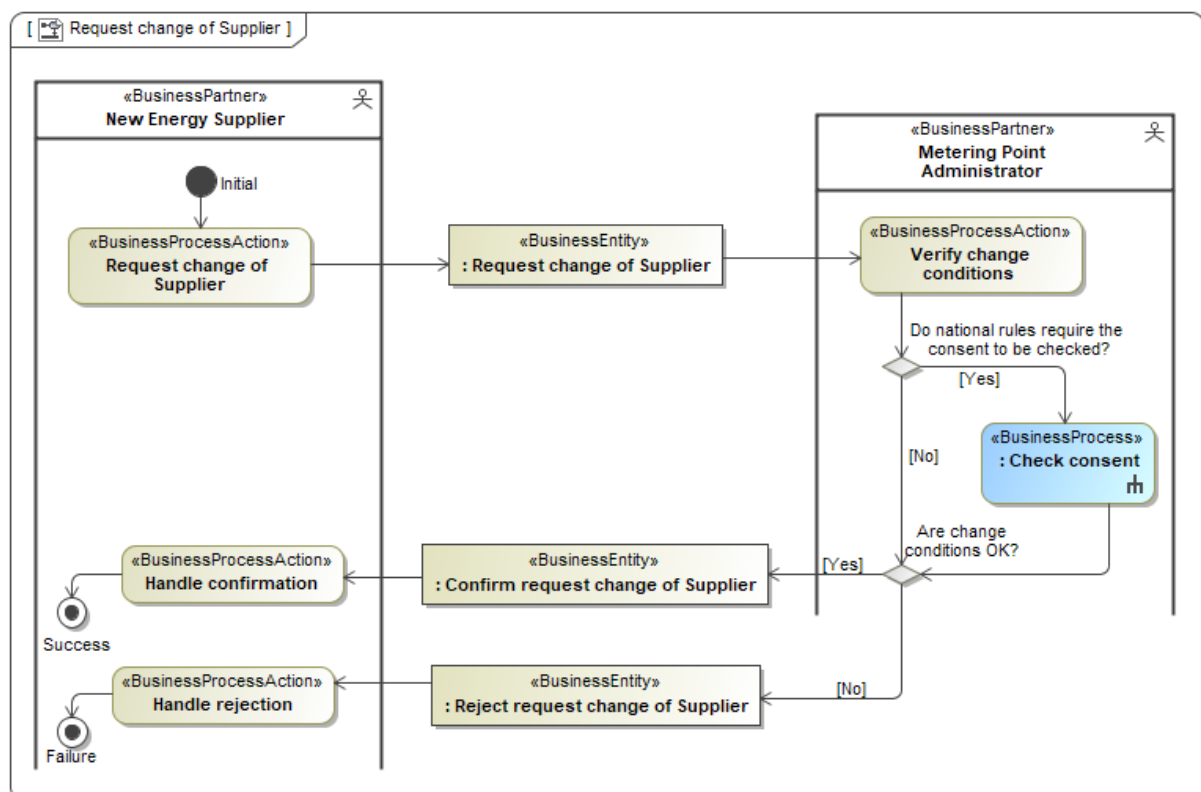 [ Request change of Supplier ]
«BusinessPartner»
New Energy Supplier
«BusinessPartner»
Metering Point
Administrator
Initial
«BusinessProcessAction»
Request change of
Supplier
«BusinessEntity»
: Request change of Supplier
«BusinessProcessAction»
Verify change
conditions
Do national rules require the
consent to be checked?
[Yes]
«BusinessProcess»
: Check consent
[No]
Are change
conditions OK?
[Yes]
«BusinessEntity»
: Confirm request change of Supplier
«BusinessProcessAction»
Handle confirmation
Success
[No]
«BusinessEntity»
: Reject request change of Supplier
«BusinessProcessAction»
Handle rejection
Failure